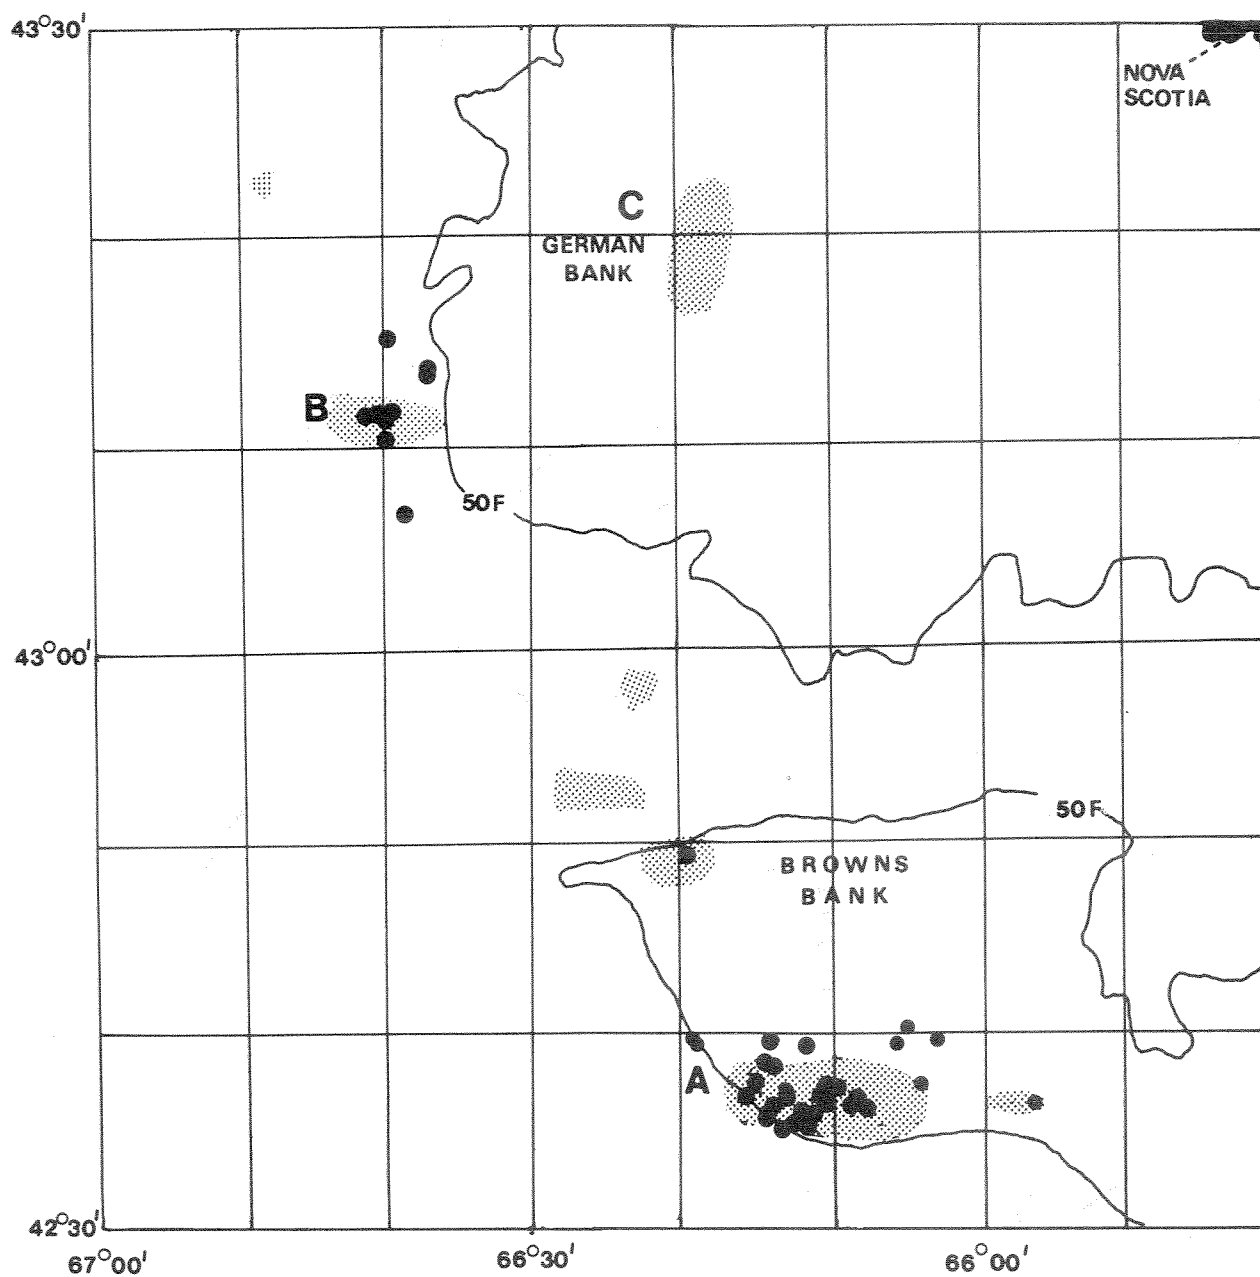 43°30'
NOVA
SCOTIA
C
GERMAN
BANK
B
50F
43°00'
50F
BROWNS
BANK
A
42°30'
67°00'
66°30'
66°00'